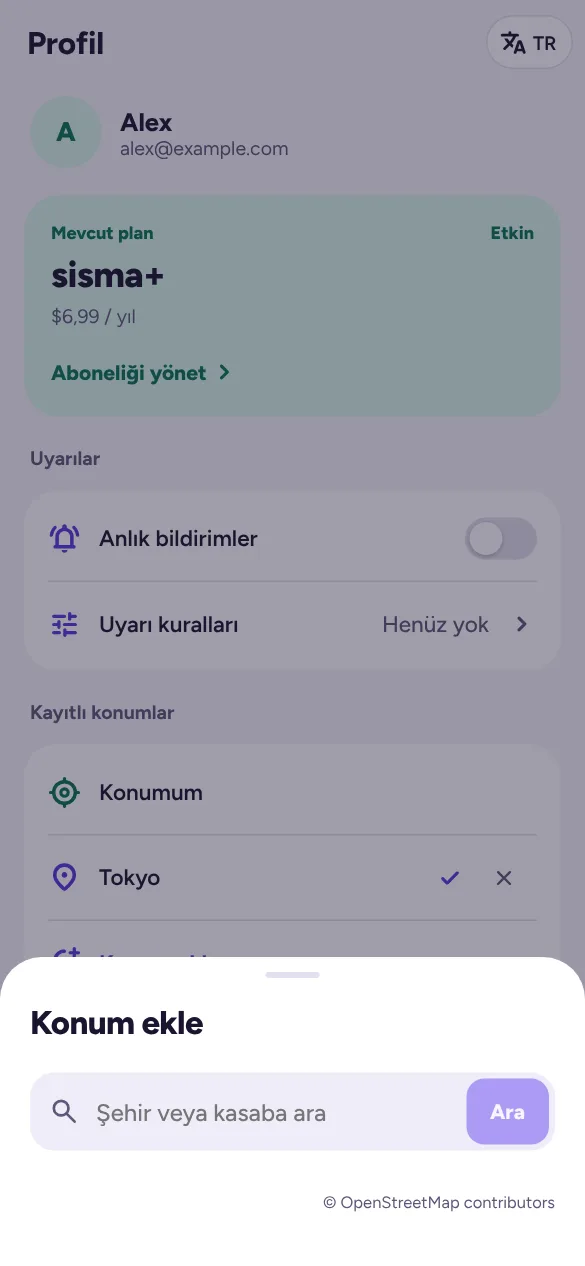 Profil
TR
A
Alex
alex@example.com
Mevcut plan
Etkin
sisma+
$6,99 / yıl
Aboneliği yönet
Uyarılar
Anlık bildirimler
Uyarı kuralları
Henüz yok
Kayıtlı konumlar
Konumum
Tokyo
Konum ekle
Şehir veya kasaba ara
Ara
© OpenStreetMap contributors